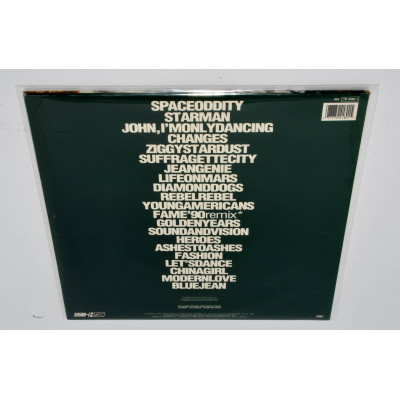 SPACEODDITY
STARMAN
JOHN,I'MONLYDANCING
CHANGES
ZIGGYSTARDUST
SUFFRAGETTECITY
JEANGENIE
LIFEONMARS
DIAMONDDOGS
REBELREBEL
YOUNGAMERICANS
FAME'90remix*
GOLDENYEARS
SOUNDANDVISION
HEROES
ASHESTOASHES
FASHION
LET'SDANCE
CHINAGIRL
MODERNLOVE
BLUEJEAN